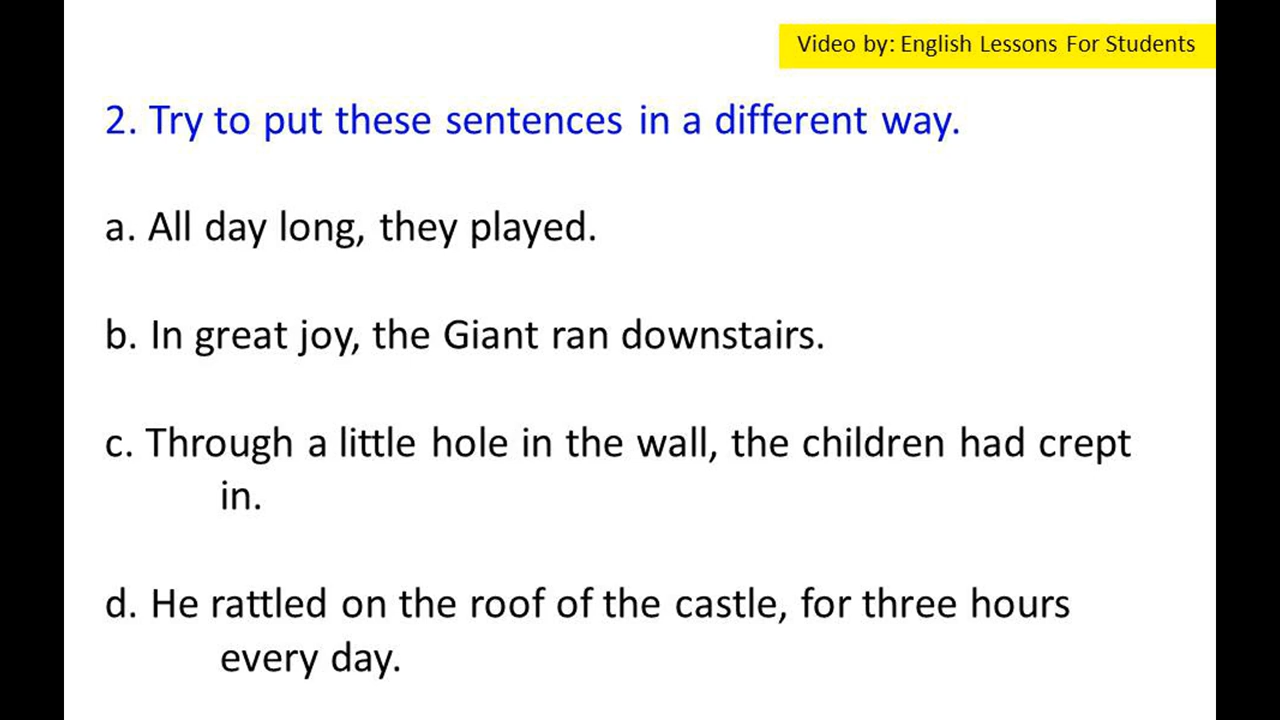 Video by: English Lessons For Students
2. Try to put these sentences in a different way.
a. All day long, they played.
b. In great joy, the Giant ran downstairs.
c. Through a little hole in the wall, the children had crept
in.
d. He rattled on the roof of the castle, for three hours
every day.